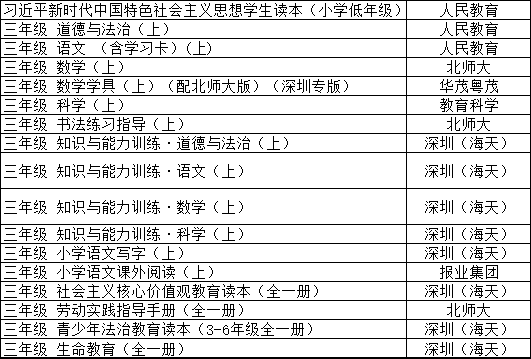 习近平新时代中国特色社会主义思想学生读本（小学低年级） 人民教育
三年级 道德与法治（上） 人民教育
三年级 语文 （含学习卡）（上） 人民教育
三年级 数学（上） 北师大
三年级 数学学具（上）（配北师大版）（深圳专版） 华茂粤茂
三年级 科学（上） 教育科学
三年级 书法练习指导（上） 北师大
三年级 知识与能力训练·道德与法治（上） 深圳（海天）
三年级 知识与能力训练·语文（上） 深圳（海天）
三年级 知识与能力训练·数学（上） 深圳（海天）
三年级 知识与能力训练·科学（上） 深圳（海天）
三年级 小学语文写字（上） 深圳（海天）
三年级 小学语文课外阅读（上） 报业集团
三年级 社会主义核心价值观教育读本（全一册） 深圳（海天）
三年级 劳动实践指导手册（全一册） 北师大
三年级 青少年法治教育读本（3-6年级全一册） 深圳（海天）
三年级 生命教育（全一册） 深圳（海天）